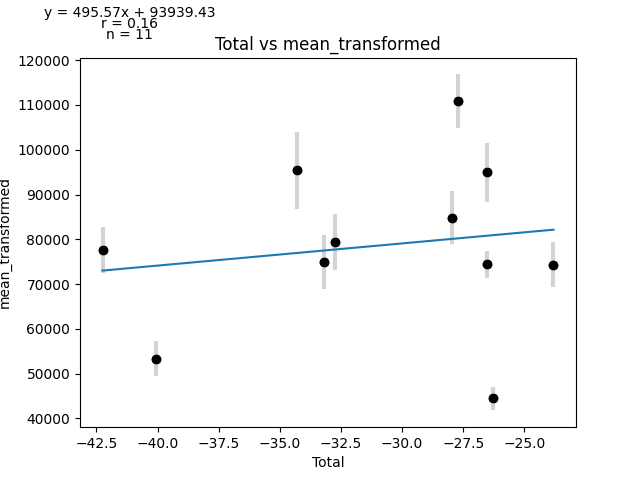 y = 495.57x + 93939.43
r = 0.16
n = 11
Total vs mean_transformed
120000
110000
100000
90000
80000
70000
60000
50000
40000
mean_transformed
−42.5 −40.0 −37.5 −35.0 −32.5 −30.0 −27.5 −25.0
Total